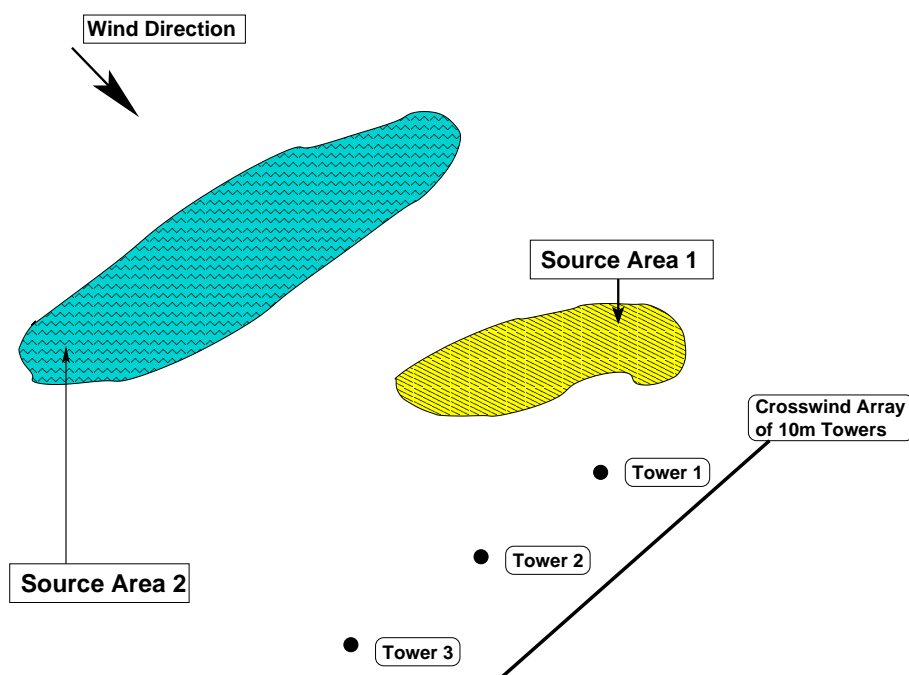 Wind Direction
Source Area 1
Crosswind Array
of 10m Towers
Tower 1
Tower 2
Source Area 2
Tower 3